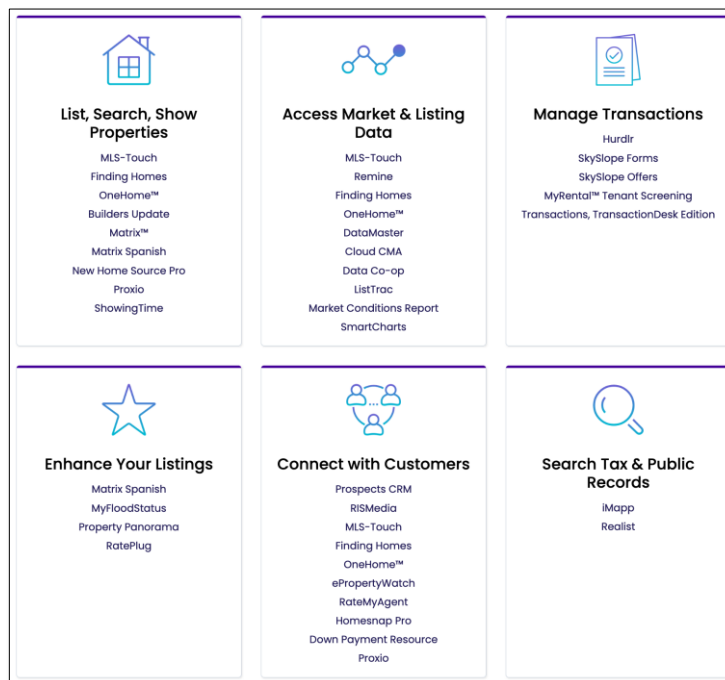 List, Search, Show
Properties
MLS-Touch
Finding Homes
OneHome™
Builders Update
Matrix™
Matrix Spanish
New Home Source Pro
Proxio
ShowingTime
Access Market & Listing
Data
MLS-Touch
Remine
Finding Homes
OneHome™
DataMaster
Cloud CMA
Data Co-op
ListTrac
Market Conditions Report
SmartCharts
Manage Transactions
Hurdlr
SkySlope Forms
SkySlope Offers
MyRental™ Tenant Screening
Transactions, TransactionDesk Edition
Enhance Your Listings
Matrix Spanish
MyFloodStatus
Property Panorama
RatePlug
Connect with Customers
Prospects CRM
RISMedia
MLS-Touch
Finding Homes
OneHome™
ePropertyWatch
RateMyAgent
Homesnap Pro
Down Payment Resource
Proxio
Search Tax & Public
Records
iMapp
Realist